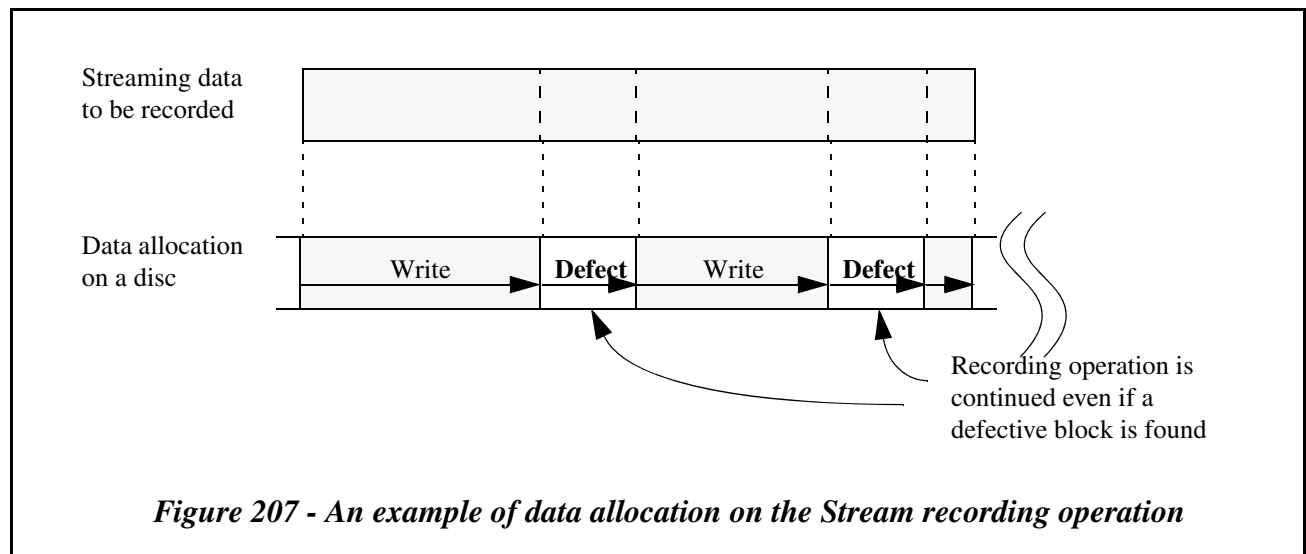 Streaming data
to be recorded
Data allocation
on a disc
Write Defect Write Defect
Recording operation is
continued even if a
defective block is found
Figure 207 - An example of data allocation on the Stream recording operation